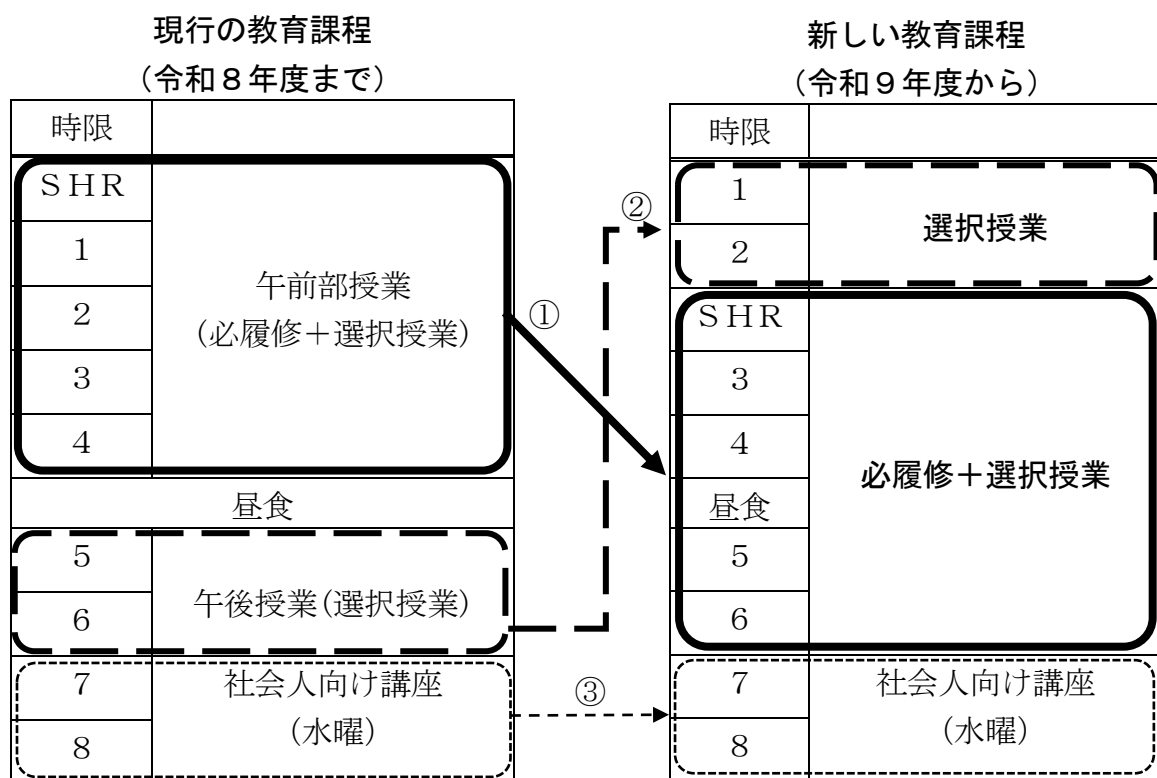 現行の教育課程
（令和８年度まで）
時限
ＳＨＲ
１
２
３
４
午前部授業
（必履修＋選択授業）
昼食
５
６
午後授業（選択授業）
７
８
社会人向け講座
（水曜）
①
②
③
新しい教育課程
（令和９年度から）
時限
１
２
選択授業
ＳＨＲ
３
４
昼食
５
６
必履修＋選択授業
７
８
社会人向け講座
（水曜）